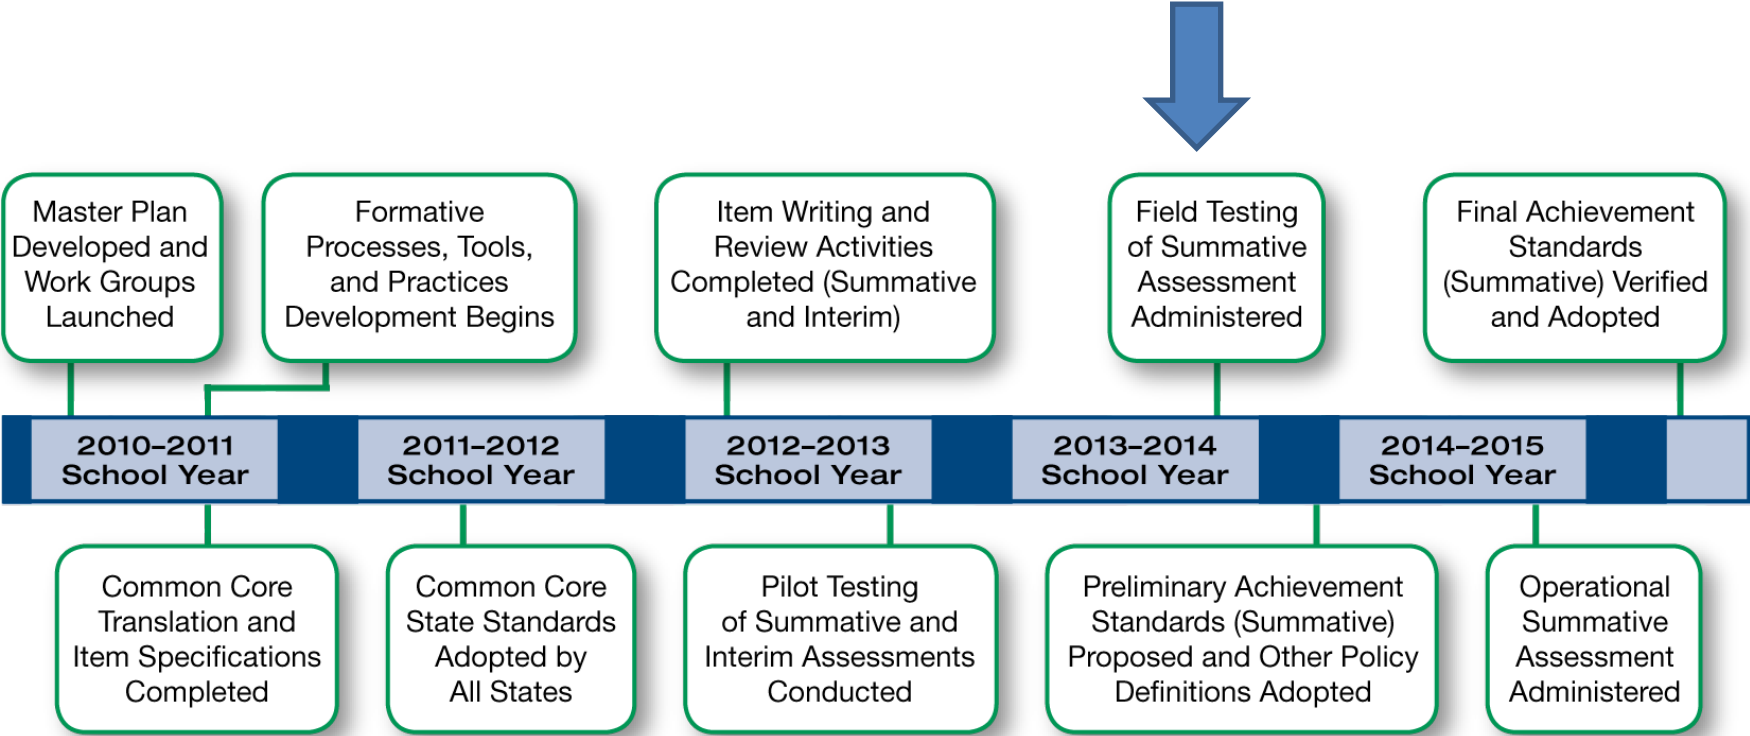 Master Plan
Developed and
Work Groups
Launched
Formative
Processes, Tools,
and Practices
Development Begins
Item Writing and
Review Activities
Completed (Summative
and Interim)
Field Testing
of Summative
Assessment
Administered
Final Achievement
Standards
(Summative) Verified
and Adopted
2010–2011
School Year
2011–2012
School Year
2012–2013
School Year
2013–2014
School Year
2014–2015
School Year
Common Core
Translation and
Item Specifications
Completed
Common Core
State Standards
Adopted by
All States
Pilot Testing
of Summative and
Interim Assessments
Conducted
Preliminary Achievement
Standards (Summative)
Proposed and Other Policy
Definitions Adopted
Operational
Summative
Assessment
Administered